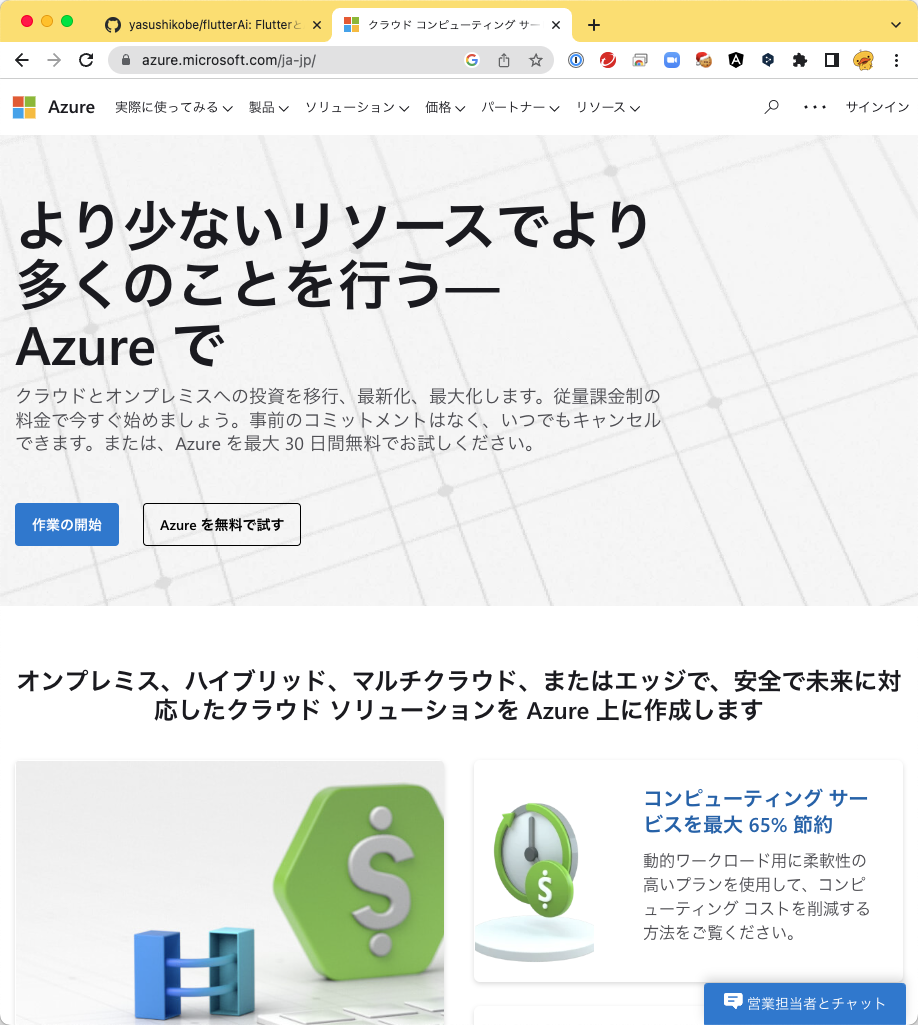 yasushikobe/flutterAi: Flutterと
クラウド コンピューティング サー
azure.microsoft.com/ja-jp/
Azure 実際に使ってみる 製品 ソリューション 価格 パートナー リソース サインイン
より少ないリソースでより
多くのことを行う—
Azure で
クラウドとオンプレミスへの投資を移行、最新化、最大化します。従量課金制の
料金で今すぐ始めましょう。事前のコミットメントはなく、いつでもキャンセル
できます。または、Azure を最大 30 日間無料でお試しください。
作業の開始 Azure を無料で試す
オンプレミス、ハイブリッド、マルチクラウド、またはエッジで、安全で未来に対
応したクラウド ソリューションを Azure 上に作成します
コンピューティング サー
ビスを最大 65% 節約
動的ワークロード用に柔軟性の
高いプランを使用して、コンピ
ューティング コストを削減する
方法をご覧ください。
営業担当者とチャット